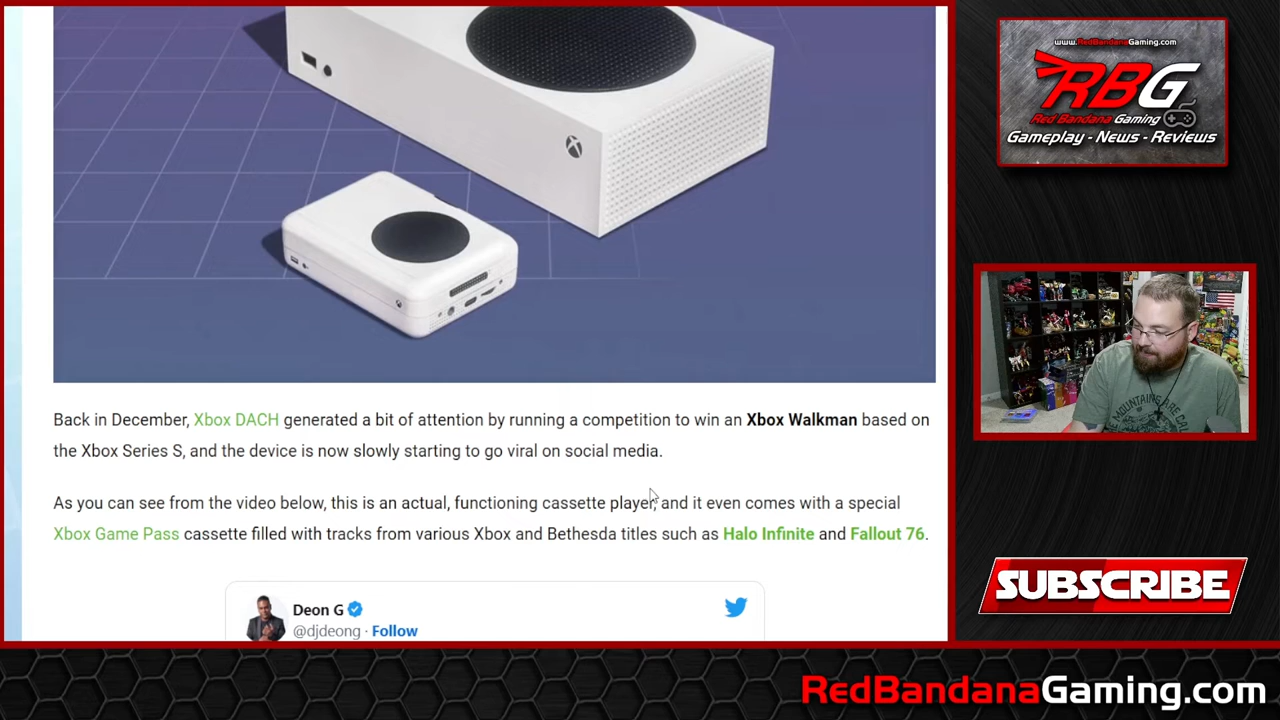 www.RedBandanaGaming.com
RBG
Red Bandana Gaming
Gameplay - News - Reviews
Back in December, Xbox DACH generated a bit of attention by running a competition to win an Xbox Walkman based on
the Xbox Series S, and the device is now slowly starting to go viral on social media.
As you can see from the video below, this is an actual, functioning cassette player, and it even comes with a special
Xbox Game Pass cassette filled with tracks from various Xbox and Bethesda titles such as Halo Infinite and Fallout 76.
Deon G
@djdeong · Follow
SUBSCRIBE
RedBandanaGaming.com